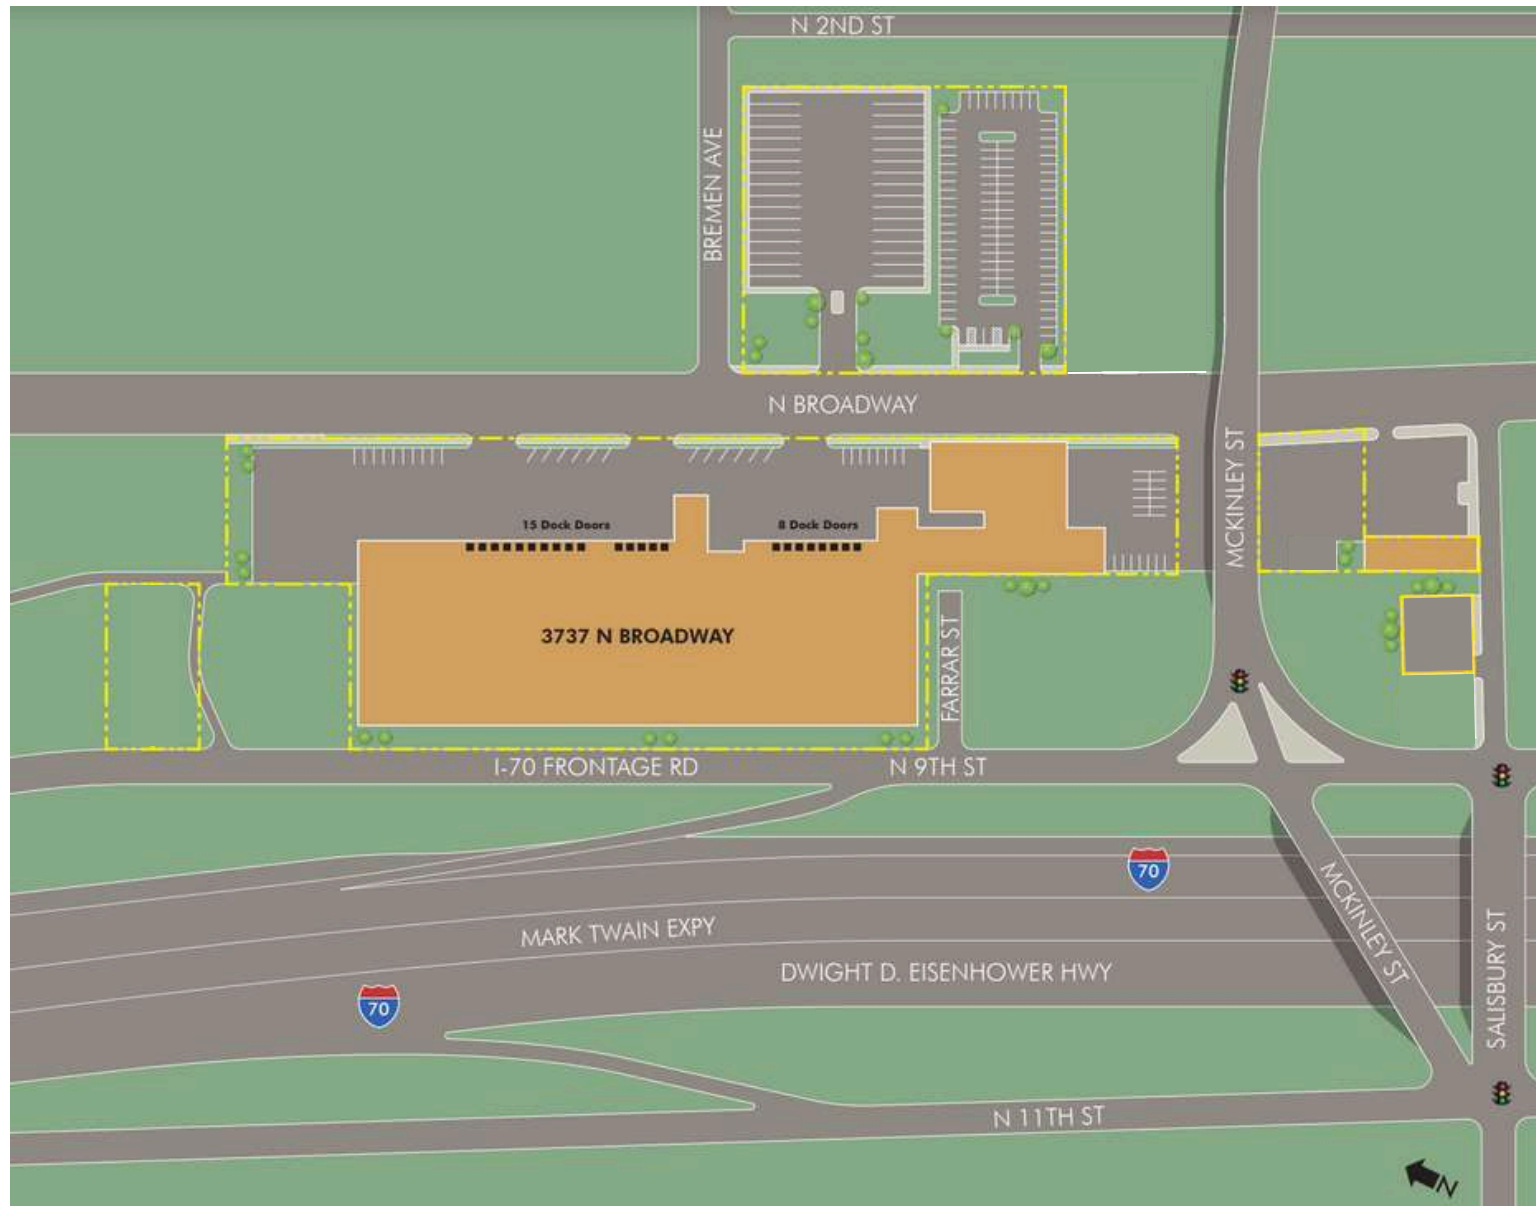 N 2ND ST
BREMEN AVE
N BROADWAY
MCKINLEY ST
15 Dock Doors
8 Dock Doors
3737 N BROADWAY
FARRAR ST
I-70 FRONTAGE RD
N 9TH ST
70
MCKINLEY ST
MARK TWAIN EXPY
DWIGHT D. EISENHOWER HWY
SALISBURY ST
70
N 11TH ST
N